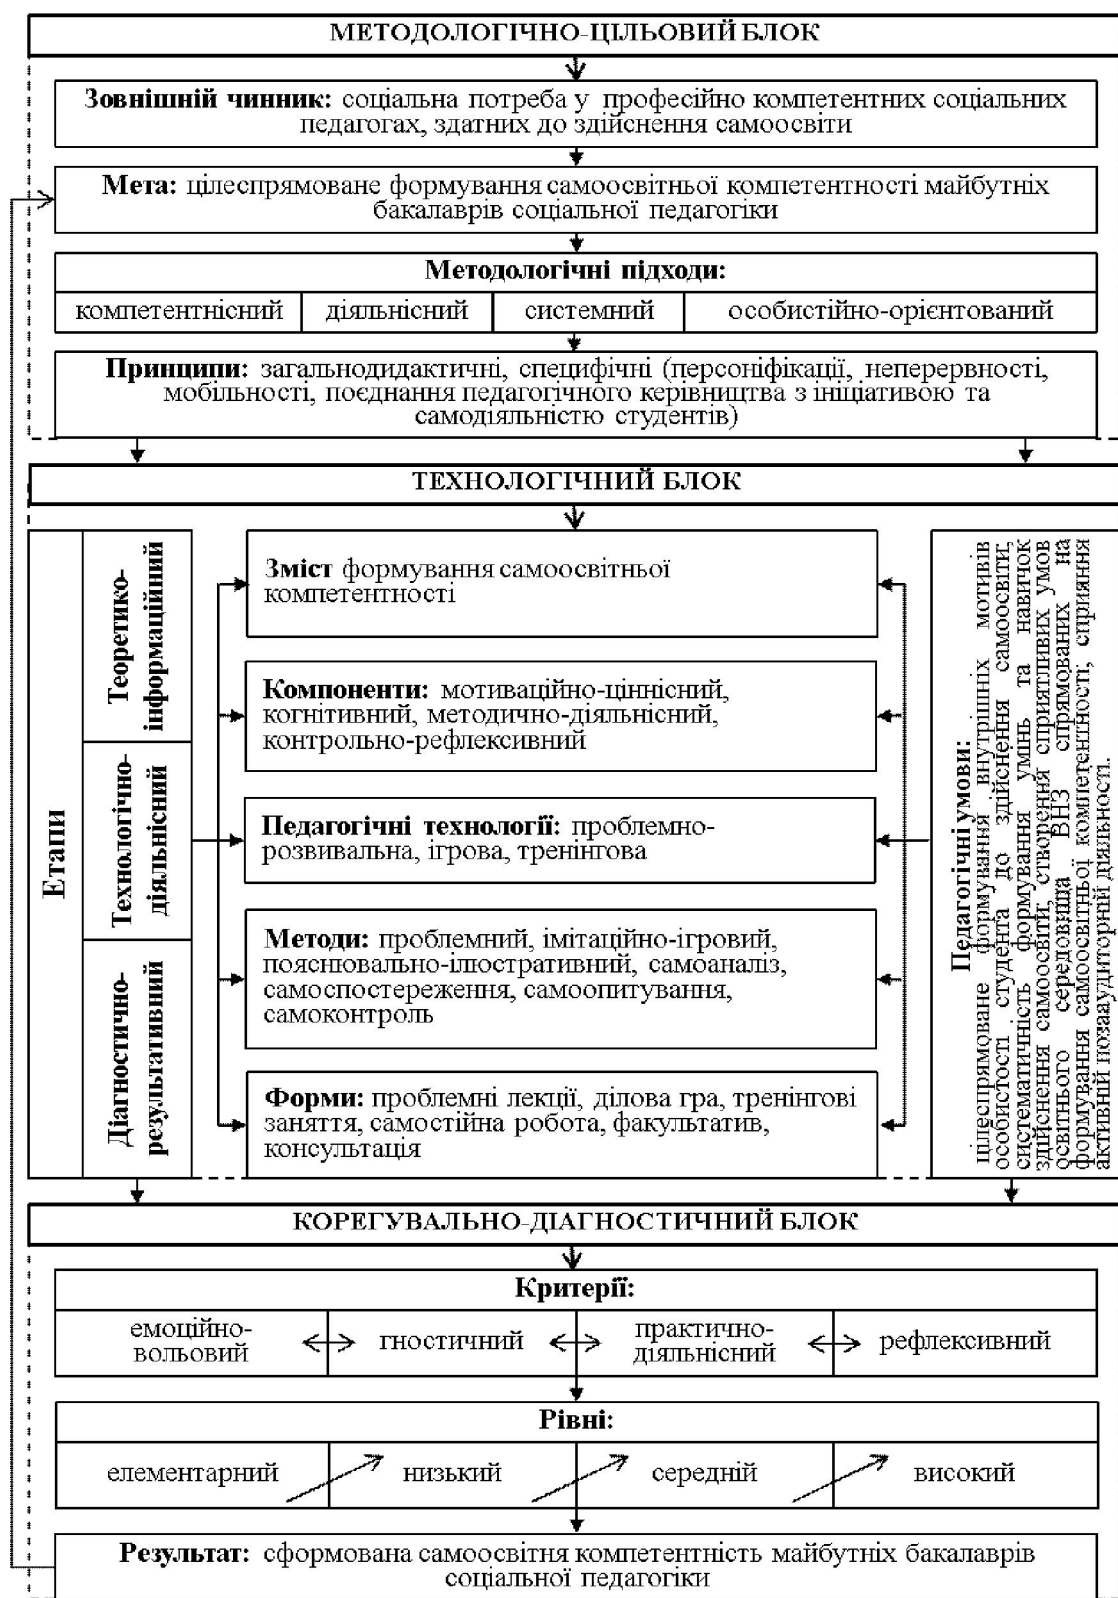 МЕТОДОЛОГІЧНО-ЦІЛЬОВИЙ БЛОК
Зовнішній чинник: соціальна потреба у професійно компетентних соціальних
педагогах, здатних до здійснення самоосвіти
Мета: цілеспрямоване формування самоосвітньої компетентності майбутніх
бакалаврів соціальної педагогіки
Методологічні підходи:
компетентнісний
діяльнісний
системний
особистійно-орієнтований
Принципи: загальнодидактичні, специфічні (персоніфікації, неперервності,
мобільності, поєднання педагогічного керівництва з ініціативою та
самодіяльністю студентів)
ТЕХНОЛОГІЧНИЙ БЛОК
Етапи
Теоретико-
інформаційний
Технологічно-
діяльнісний
Діагностично-
результативний
Зміст формування самоосвітньої
компетентності
Компоненти: мотиваційно-ціннісний,
когнітивний, методично-діяльнісний,
контрольно-рефлексивний
Педагогічні технології: проблемно-
розвивальна, ігрова, тренінгова
Методи: проблемний, імітаційно-ігровий,
пояснювально-ілюстративний, самоаналіз,
самоспостереження, самоопитування,
самоконтроль
Форми: проблемні лекції, ділова гра, тренінгові
заняття, самостійна робота, факультатив,
консультація
Педагогічні умови:
цілеспрямоване формування внутрішніх мотивів
особистості студента до здійснення самоосвіти;
систематичність формування умінь та навичок
здійснення самоосвіти; створення сприятливих умов
освітнього середовища ВНЗ спрямованих на
формування самоосвітньої компетентності; сприяння
активній позааудиторній діяльності.
КОРЕГУВАЛЬНО-ДІАГНОСТИЧНИЙ БЛОК
Критерії:
емоційно-
вольовий
гностичний
практично-
діяльнісний
рефлексивний
Рівні:
елементарний
низький
середній
високий
Результат: сформована самоосвітня компетентність майбутніх бакалаврів
соціальної педагогіки